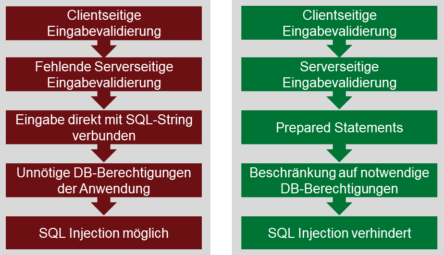 Clientseitige
Eingabevalidierung
Fehlende Serverseitige
Eingabevalidierung
Eingabe direkt mit SQL-String
verbunden
Unnötige DB-Berechtigungen
der Anwendung
SQL Injection möglich
Clientseitige
Eingabevalidierung
Serverseitige
Eingabevalidierung
Prepared Statements
Beschränkung auf notwendige
DB-Berechtigungen
SQL Injection verhindert